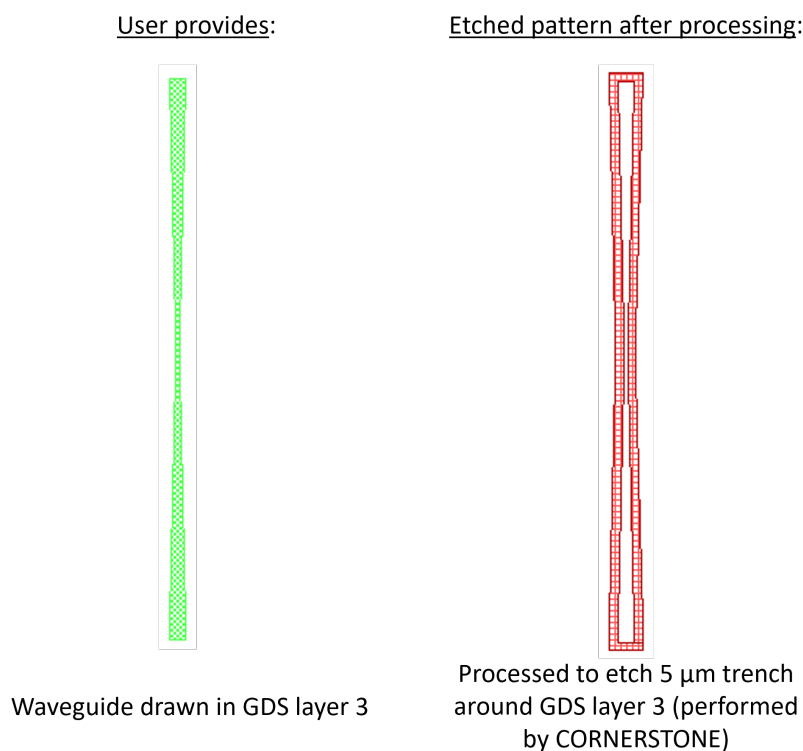 User provides:
Etched pattern after processing:
Waveguide drawn in GDS layer 3
Processed to etch 5 µm trench
around GDS layer 3 (performed
by CORNERSTONE)